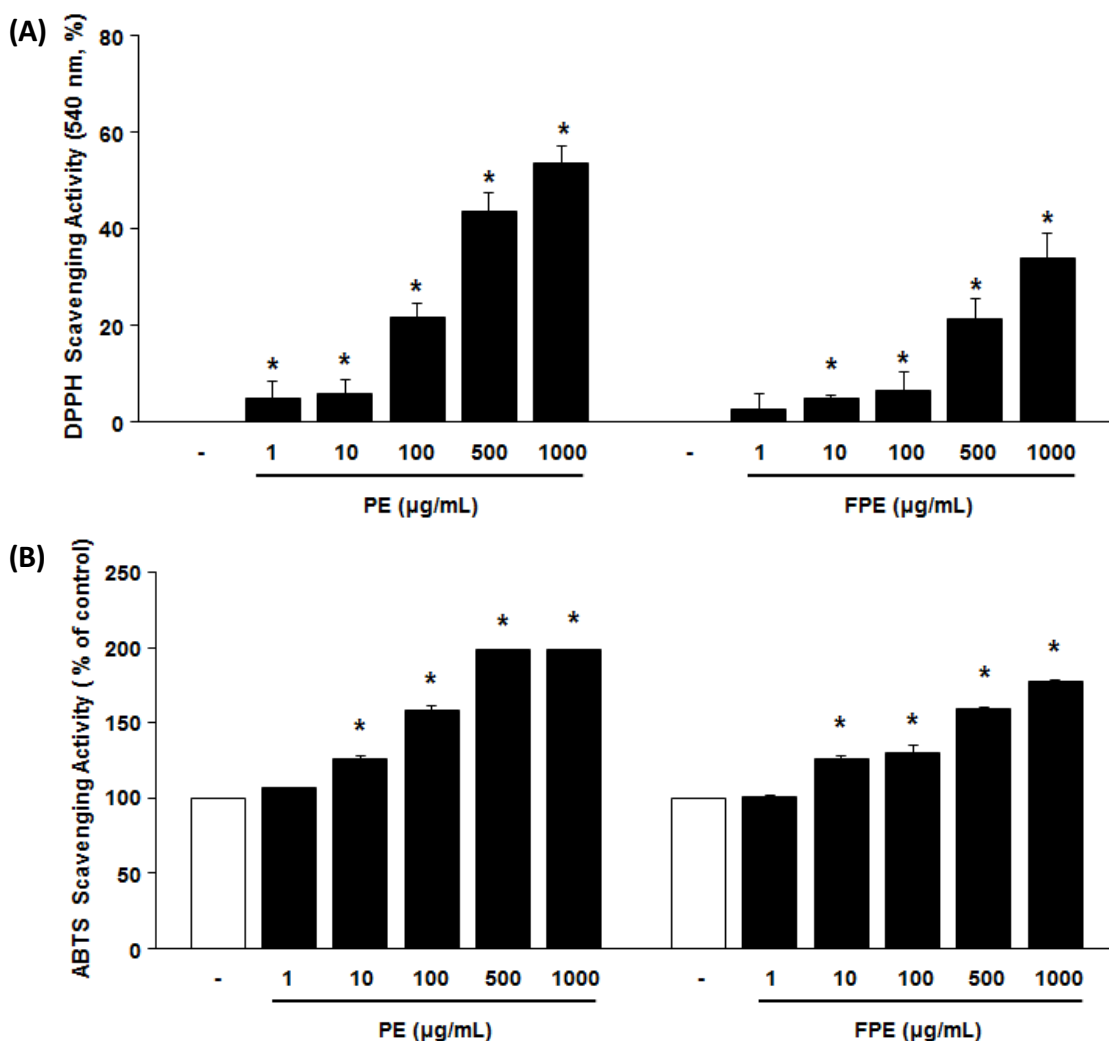 (A)
DPPH Scavenging Activity (540 nm, %)
80
60
40
20
0
* * * * *
* * * *
- 1 10 100 500 1000 - 1 10 100 500 1000
PE (µg/mL) FPE (µg/mL)
(B)
ABTS Scavenging Activity ( % of control)
250
200
150
100
50
0
* * * *
* * * *
- 1 10 100 500 1000 - 1 10 100 500 1000
PE (µg/mL) FPE (µg/mL)